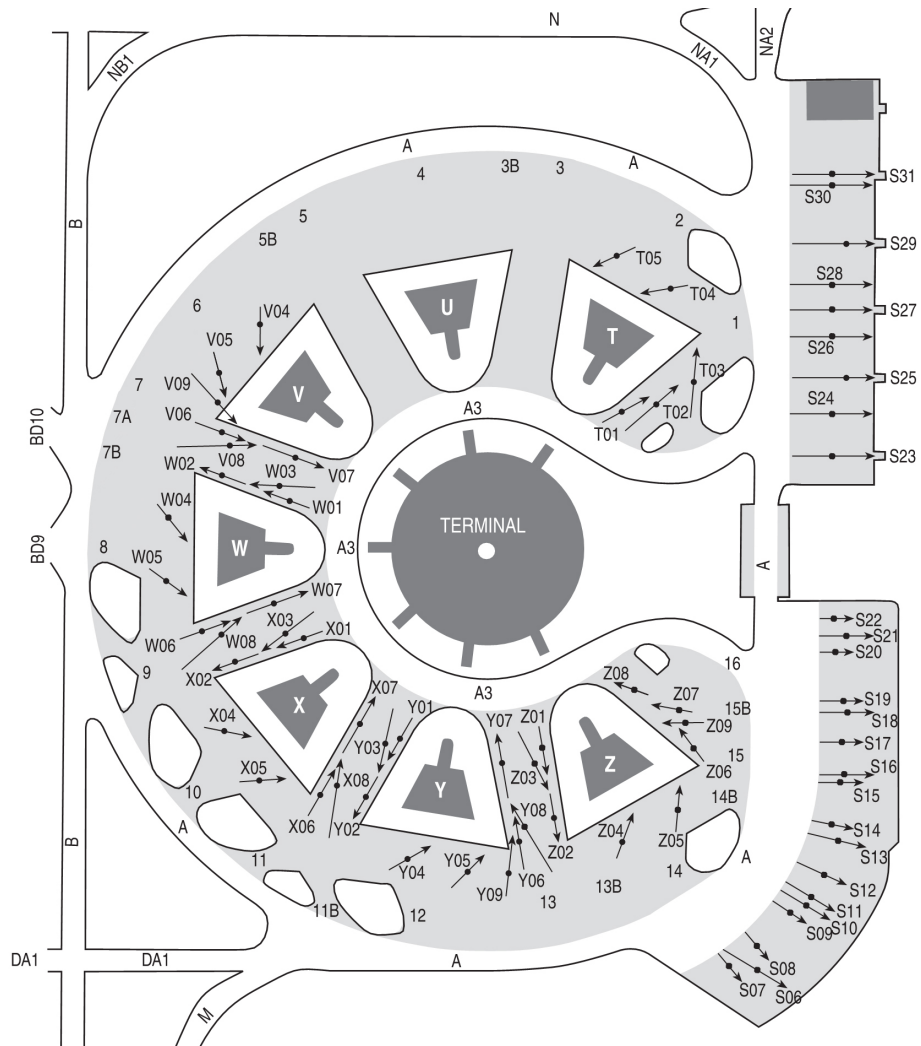 N
NA2
NA1
NB1
A
A
3B
3
4
S31
S30
2
5
B
5B
S29
T05
S28
T04
6
V04
U
S27
1
T
V05
S26
T03
V09
7
V
S25
7A
V06
A3
T02
S24
BD10
T01
7B
W02
V08
W03
V07
S23
W04
W01
TERMINAL
8
W
A3
BD9
W05
A
W07
X03
S22
W06
W08
X01
S21
S20
9
X02
A3
16
Z08
X07
Z07
S19
X
Y01
Y07
Z01
15B
Z09
S18
X04
Y03
Z
15
S17
X05
X08
Z03
Z06
S16
10
Y
14B
S15
A
X06
Y02
Y08
Z04
Z05
S14
Z02
A
S13
B
11
Y04
Y05
14
S12
Y09
Y06
13B
11B
12
13
S11
S10
S09
DA1
DA1
A
S08
S07
S06
M